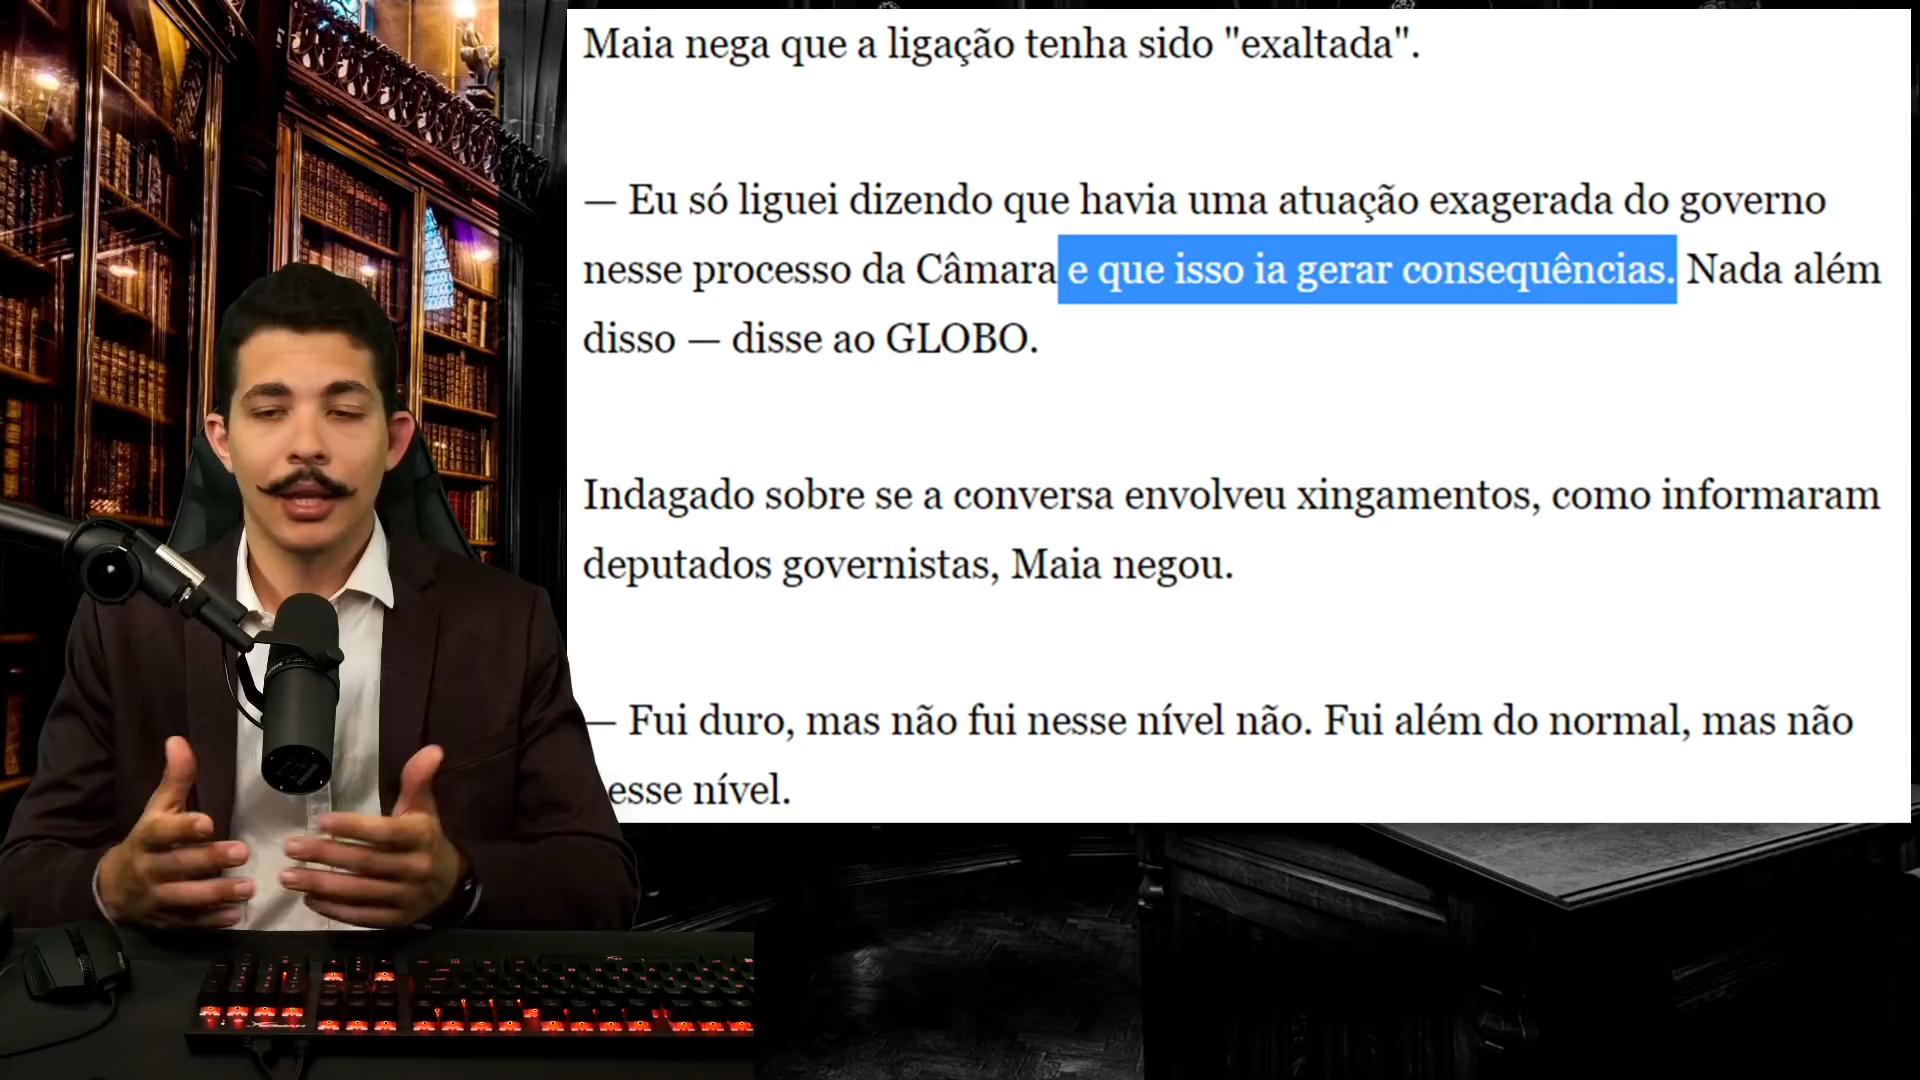 Maia nega que a ligação tenha sido "exaltada".
— Eu só liguei dizendo que havia uma atuação exagerada do governo
nesse processo da Câmara e que isso ia gerar consequências. Nada além
disso — disse ao GLOBO.
Indagado sobre se a conversa envolveu xingamentos, como informaram
deputados governistas, Maia negou.
— Fui duro, mas não fui nesse nível não. Fui além do normal, mas não
esse nível.